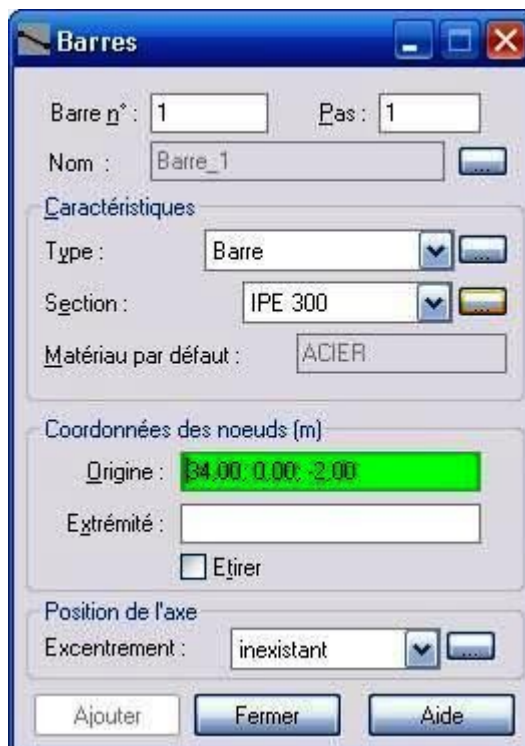 Barres
Barre n° : 1 Pas : 1
Nom : Barre_1 ...
Caractéristiques
Type : Barre ...
Section : IPE 300 ...
Matériau par défaut : ACIER
Coordonnées des noeuds (m)
Origine : 34,00; 0,00; -2,00
Extrémité :
Etirer
Position de l'axe
Excentrement : inexistant ...
Ajouter Fermer Aide